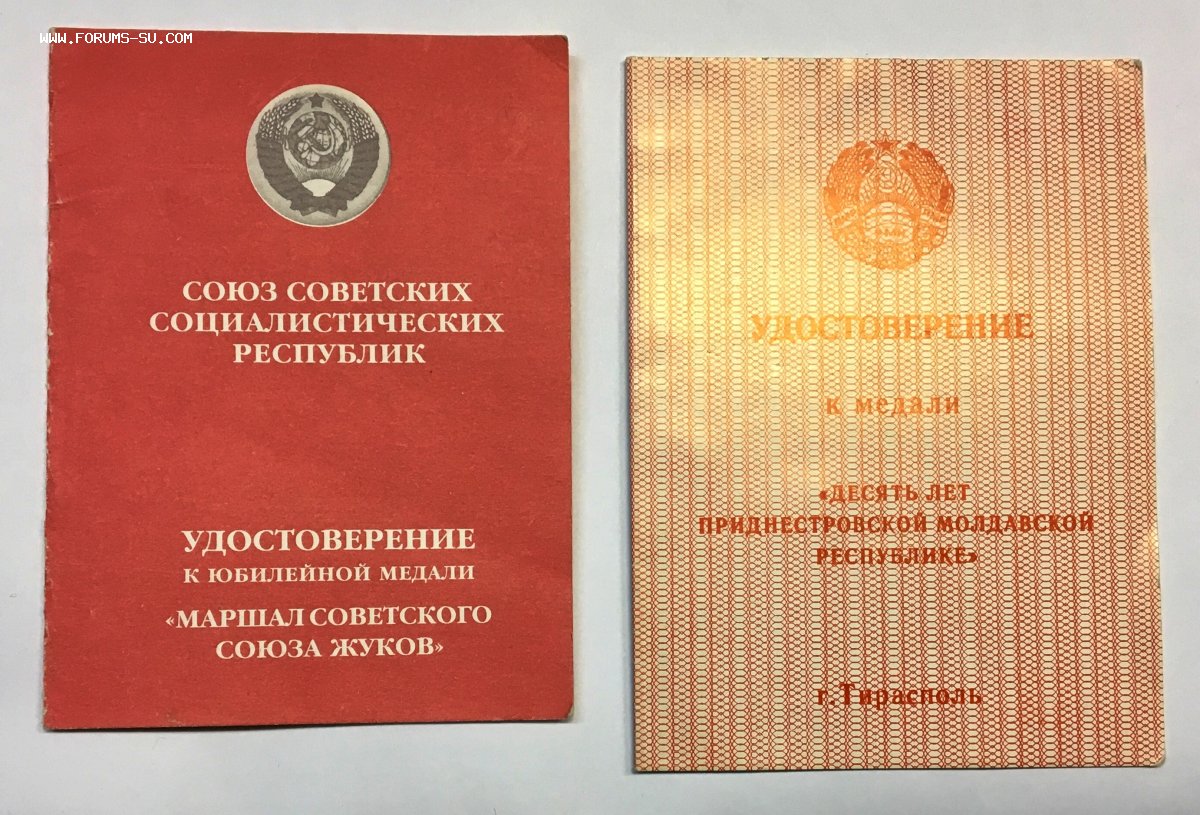 WWW.FORUMS-SU.COM
СОЮЗ СОВЕТСКИХ
СОЦИАЛИСТИЧЕСКИХ
РЕСПУБЛИК
УДОСТОВЕРЕНИЕ
К ЮБИЛЕЙНОЙ МЕДАЛИ
«МАРШАЛ СОВЕТСКОГО
СОЮЗА ЖУКОВ»
УДОСТОВЕРЕНИЕ
к медали
«ДЕСЯТЬ ЛЕТ
ПРИДНЕСТРОВСКОЙ МОЛДАВСКОЙ
РЕСПУБЛИКЕ»
г. Тирасполь